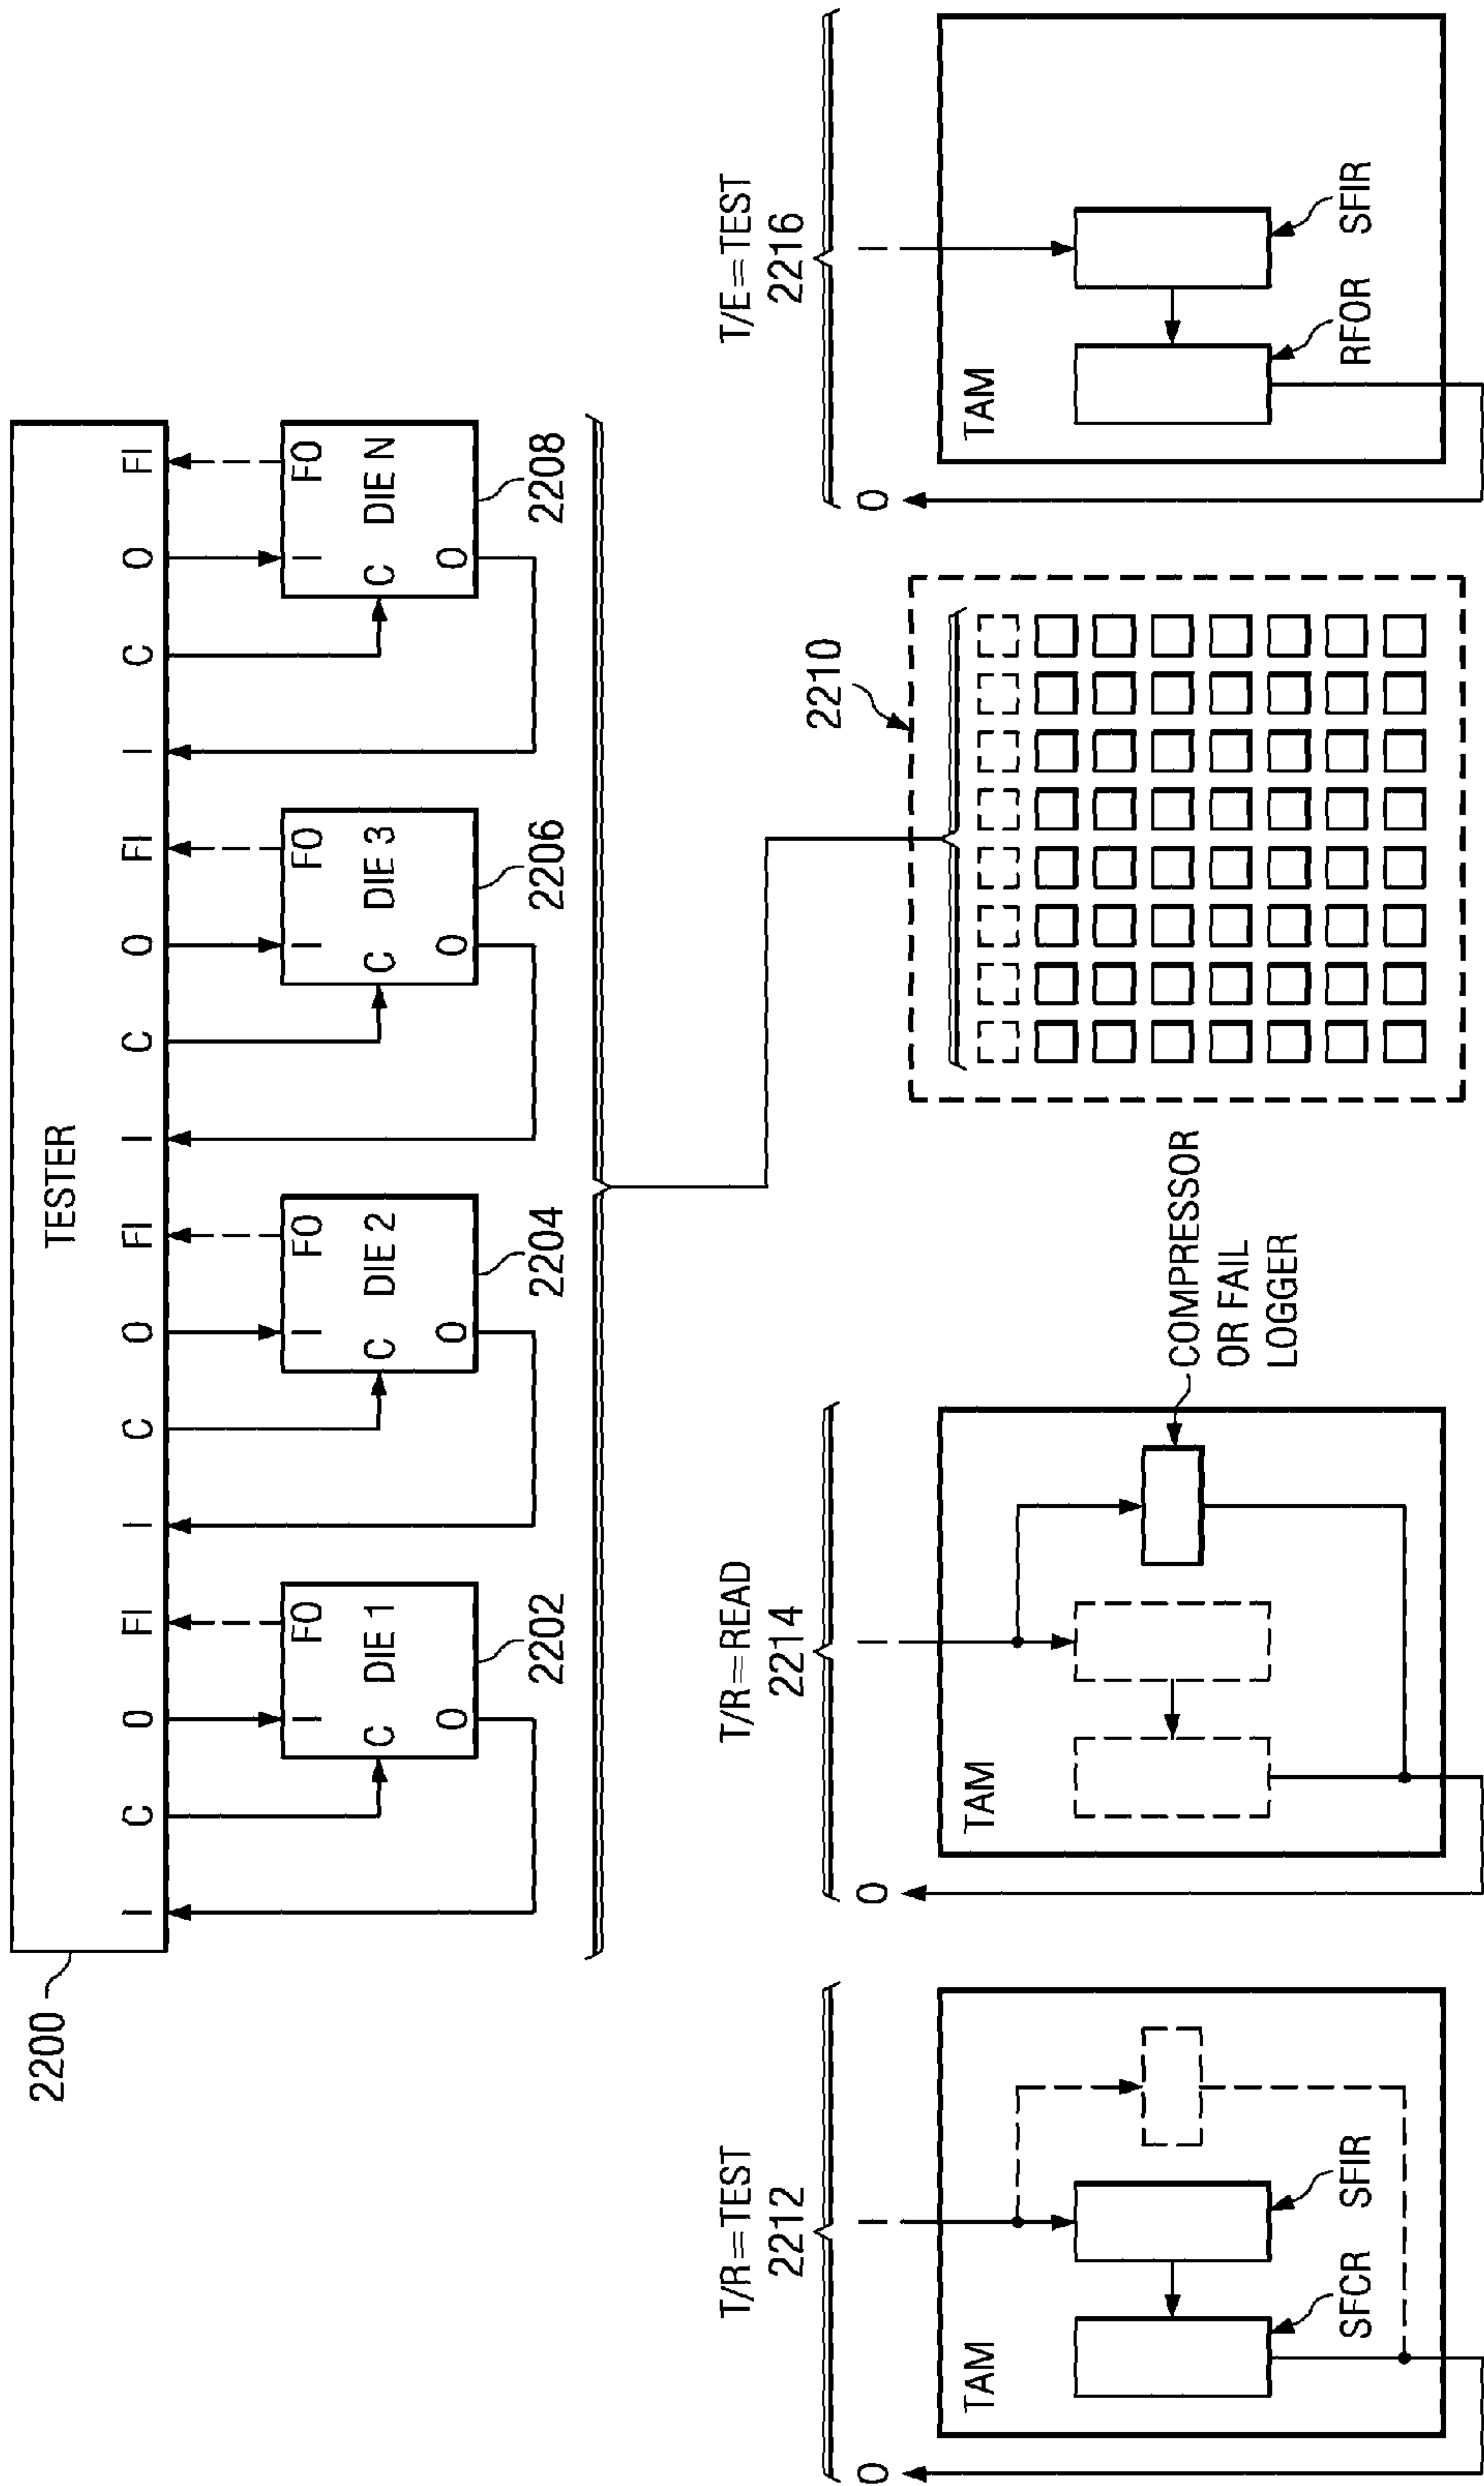 2200
TESTER
I C 0 FI I C O FI I C O FI I C O FI
I FO
C DIE 1
O
2202
I FO
C DIE 2
O
2204
I FO
C DIE 3
O
2206
I FO
C DIE N
O
2208
T/R=TEST
2212
O I
TAM
SFCR SFIR
T/R=READ
2214
O I
TAM
COMPRESSOR
OR FAIL
LOGGER
2210
T/E=TEST
2216
O I
TAM
RFOR SFIR